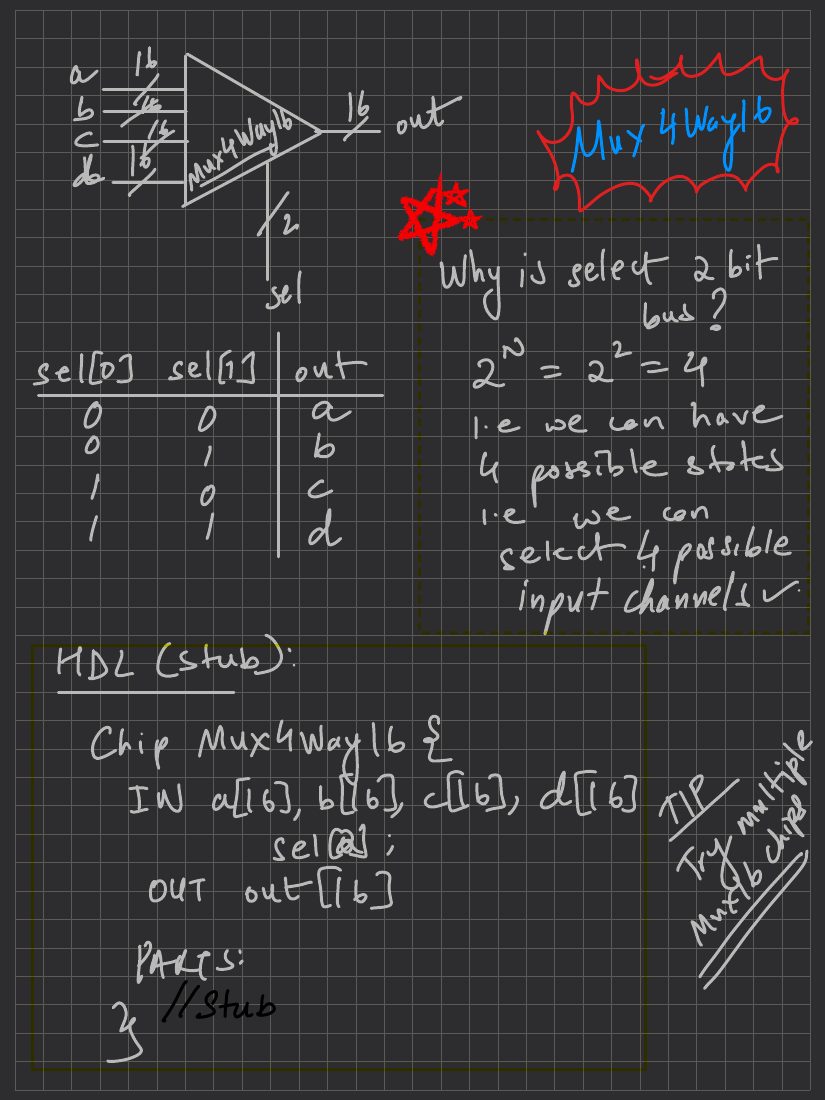 a 16
b 16
c 16
d 16
Mux4Way16
16 out
2
sel
Mux 4Way16
Why is select 2 bit
bus?
2^N = 2^2 = 4
i.e we can have
4 possible states
i.e we can
select 4 possible
input channels ✓
sel[0] sel[1] out
0 0 a
0 1 b
1 0 c
1 1 d
HDL (stub):
Chip Mux4Way16 {
IN a[16], b[16], c[16], d[16]
sel[2];
OUT out[16]
PARTS:
//Stub
}
TIP
Try multiple
Mux16 chips